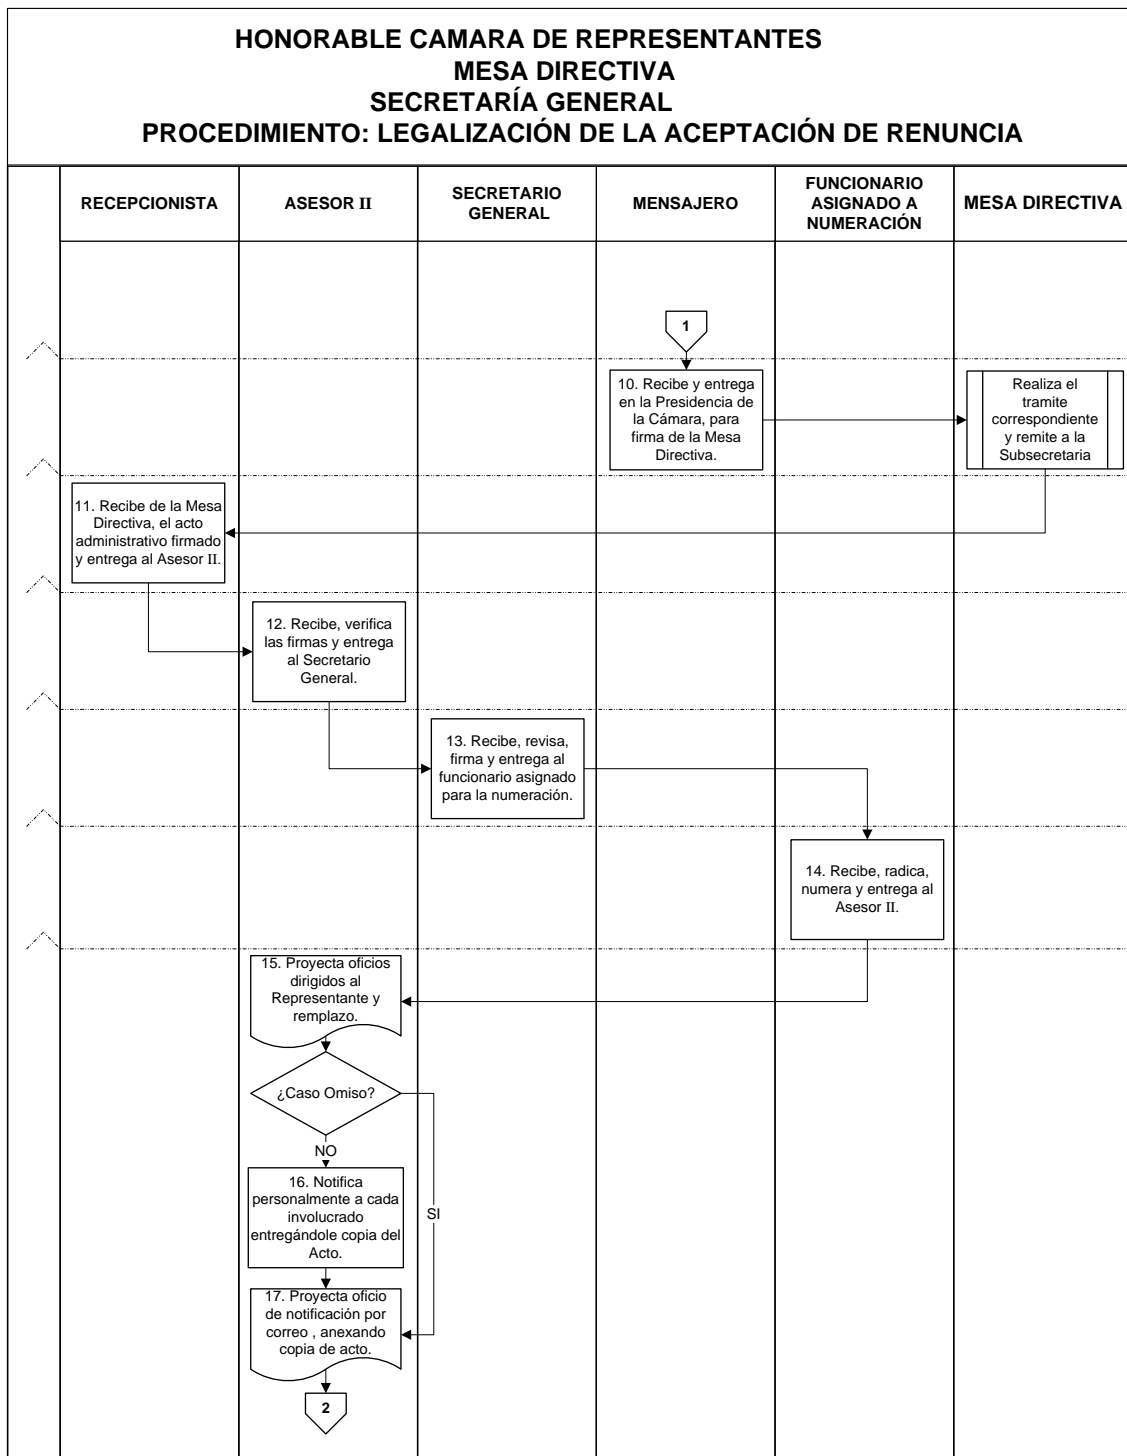 HONORABLE CAMARA DE REPRESENTANTES
MESA DIRECTIVA
SECRETARÍA GENERAL
PROCEDIMIENTO: LEGALIZACIÓN DE LA ACEPTACIÓN DE RENUNCIA
RECEPCIONISTA
ASESOR II
SECRETARIO
GENERAL
MENSAJERO
FUNCIONARIO
ASIGNADO A
NUMERACIÓN
MESA DIRECTIVA
1
10. Recibe y entrega
en la Presidencia de
la Cámara, para
firma de la Mesa
Directiva.
Realiza el
tramite
correspondiente
y remite a la
Subsecretaria
11. Recibe de la Mesa
Directiva, el acto
administrativo firmado
y entrega al Asesor II.
12. Recibe, verifica
las firmas y entrega
al Secretario
General.
13. Recibe, revisa,
firma y entrega al
funcionario asignado
para la numeración.
14. Recibe, radica,
numera y entrega al
Asesor II.
15. Proyecta oficios
dirigidos al
Representante y
remplazo.
¿Caso Omiso?
NO
16. Notifica
personalmente a cada
involucrado
entregándole copia del
Acto.
SI
17. Proyecta oficio
de notificación por
correo , anexando
copia de acto.
2